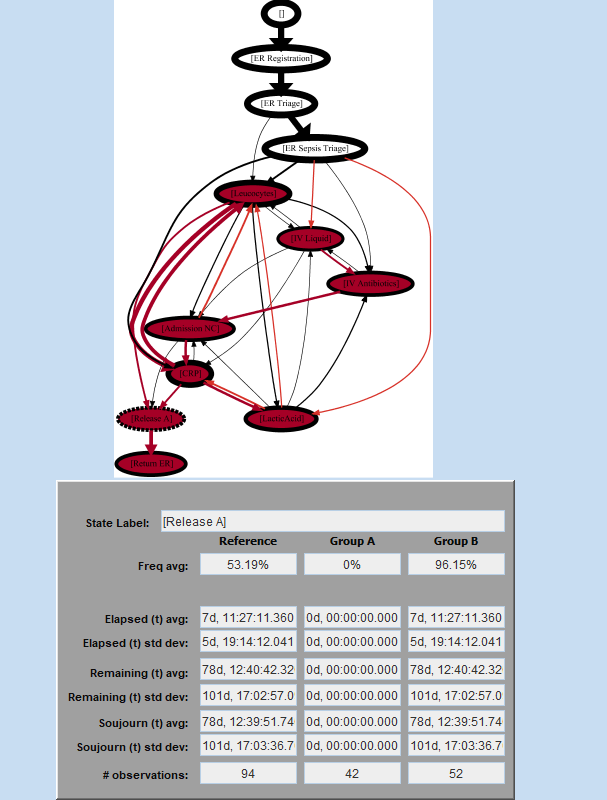 []
[ER Registration]
[ER Triage]
[ER Sepsis Triage]
[Leucocytes]
[IV Liquid]
[IV Antibiotics]
[Admission NC]
[CRP]
[Release A]
[LacticAcid]
[Return ER]
State Label: [Release A]
Reference Group A Group B
Freq avg: 53.19% 0% 96.15%
Elapsed (t) avg: 7d, 11:27:11.360 0d, 00:00:00.000 7d, 11:27:11.360
Elapsed (t) std dev: 5d, 19:14:12.041 0d, 00:00:00.000 5d, 19:14:12.041
Remaining (t) avg: 78d, 12:40:42.32 0d, 00:00:00.000 78d, 12:40:42.32
Remaining (t) std dev: 101d, 17:02:57.0 0d, 00:00:00.000 101d, 17:02:57.0
Soujourn (t) avg: 78d, 12:39:51.74 0d, 00:00:00.000 78d, 12:39:51.74
Soujourn (t) std dev: 101d, 17:03:36.7 0d, 00:00:00.000 101d, 17:03:36.7
# observations: 94 42 52